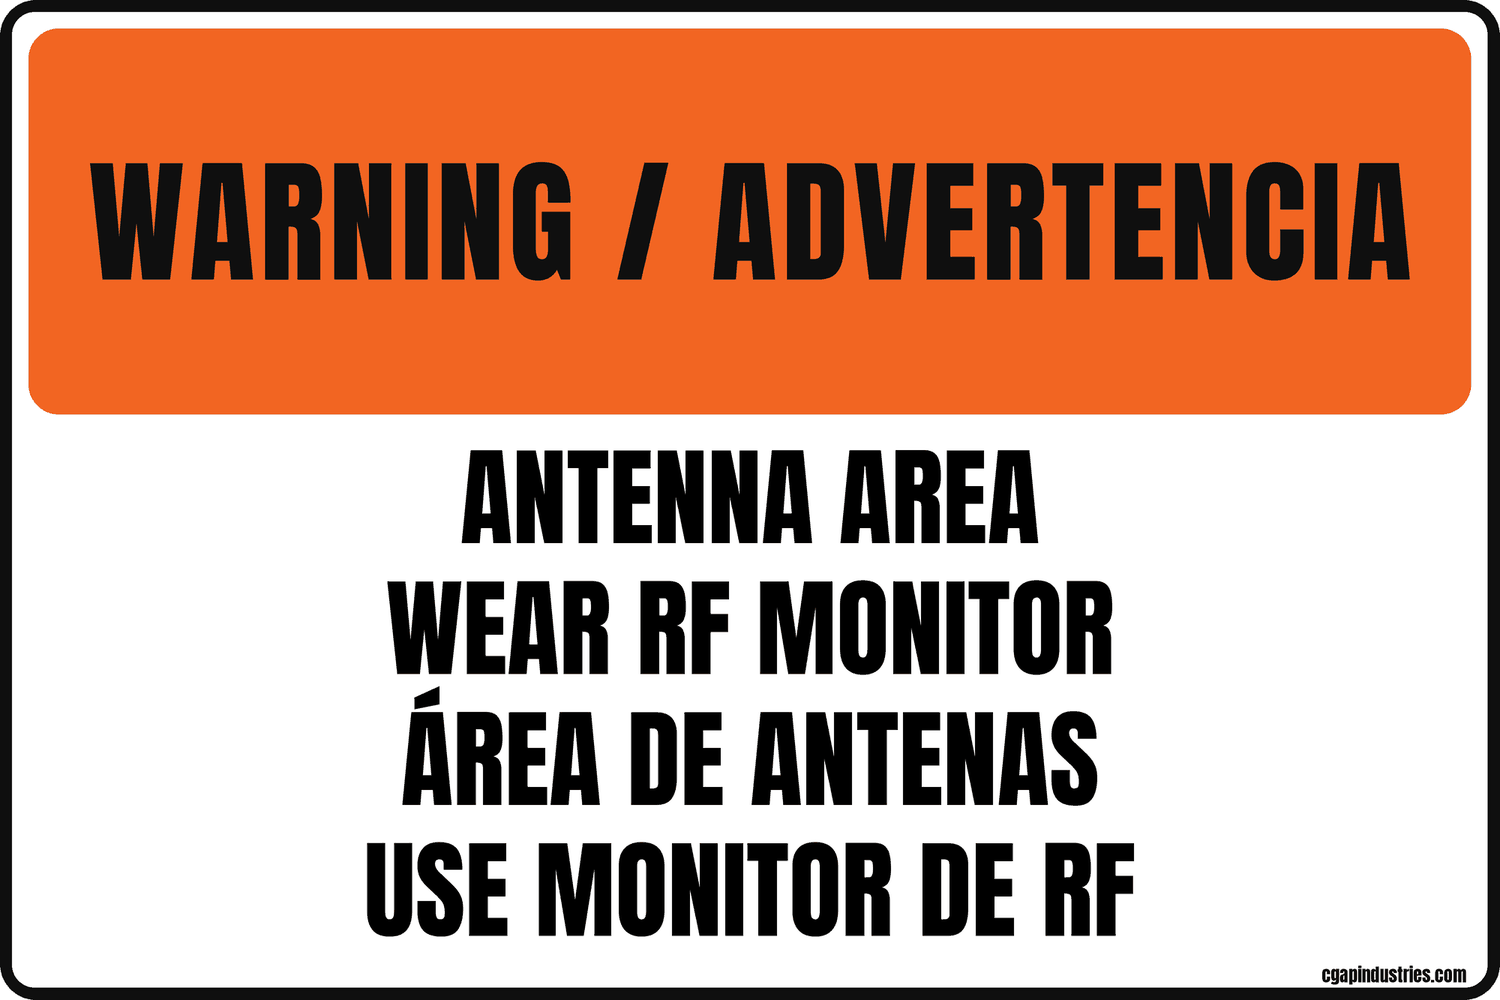 WARNING / ADVERTENCIA
ANTENNA AREA
WEAR RF MONITOR
ÁREA DE ANTENAS
USE MONITOR DE RF
cgapindustries.com